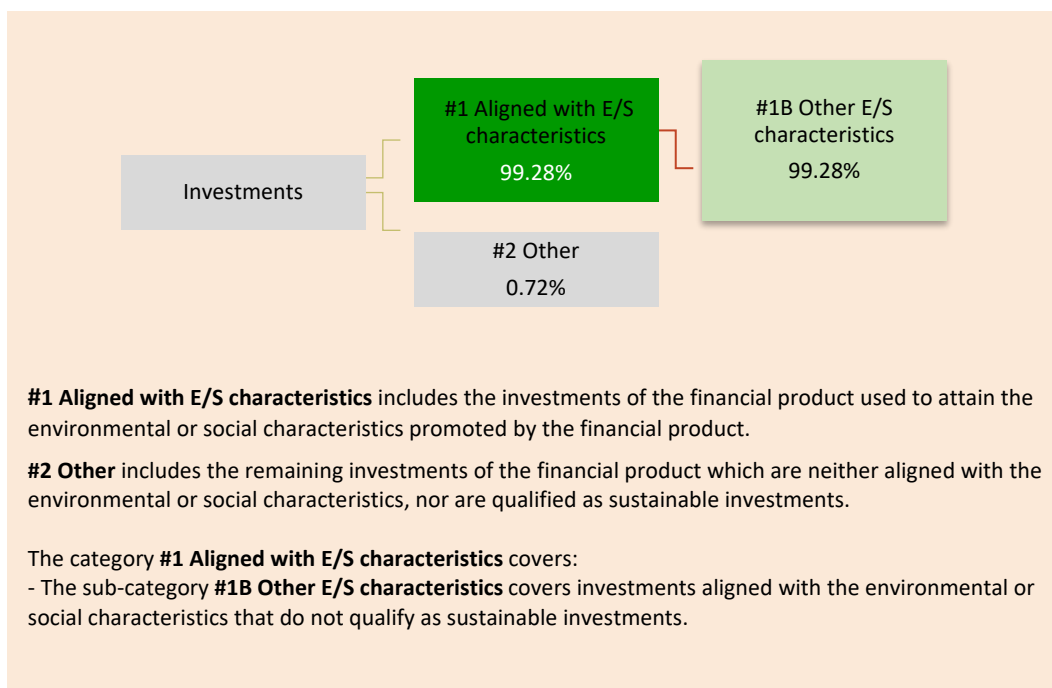 Investments
#1 Aligned with E/S
characteristics
99.28%
#1B Other E/S
characteristics
99.28%
#2 Other
0.72%
#1 Aligned with E/S characteristics includes the investments of the financial product used to attain the
environmental or social characteristics promoted by the financial product.
#2 Other includes the remaining investments of the financial product which are neither aligned with the
environmental or social characteristics, nor are qualified as sustainable investments.
The category #1 Aligned with E/S characteristics covers:
- The sub-category #1B Other E/S characteristics covers investments aligned with the environmental or
social characteristics that do not qualify as sustainable investments.